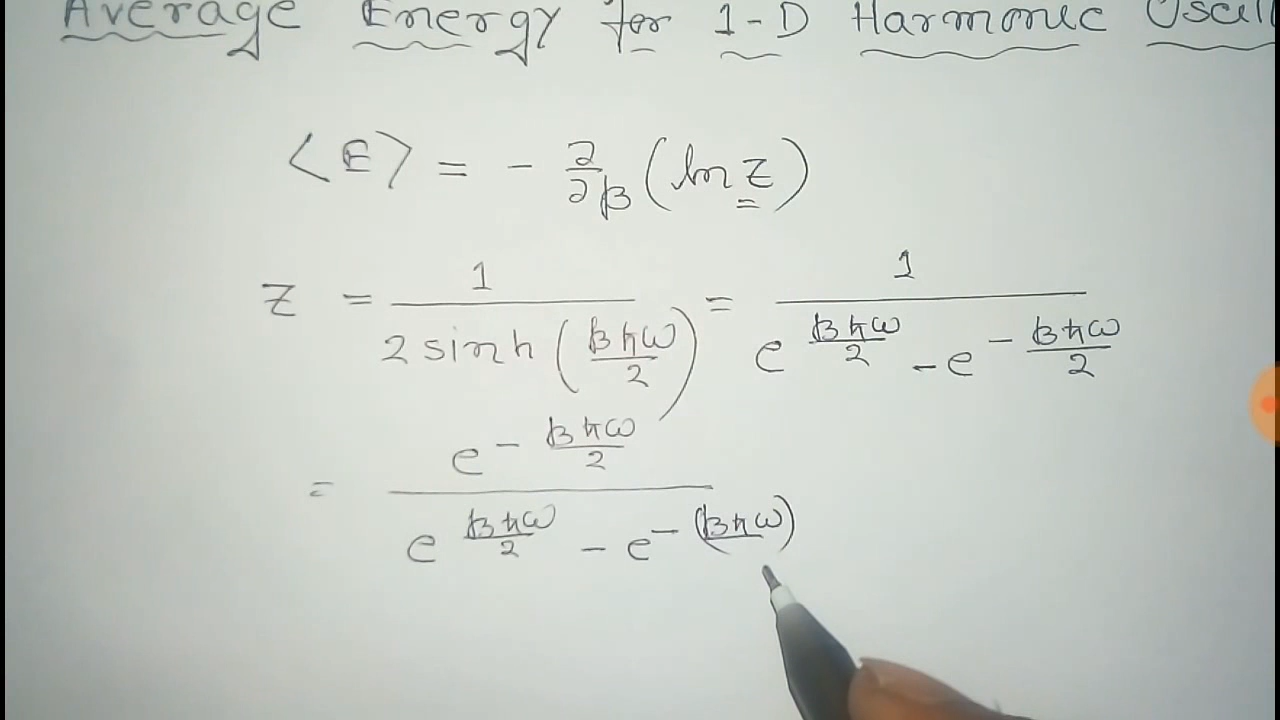 Average Energy for 1-D Harmonic Oscill
<E> = - ∂/∂β (ln Z)
Z = 1/(2 sinh (βħω/2)) = 1/(e^(βħω/2) - e^(-βħω/2))
= e^(-βħω/2)/(e^(βħω/2) - e^(-(βħω)))